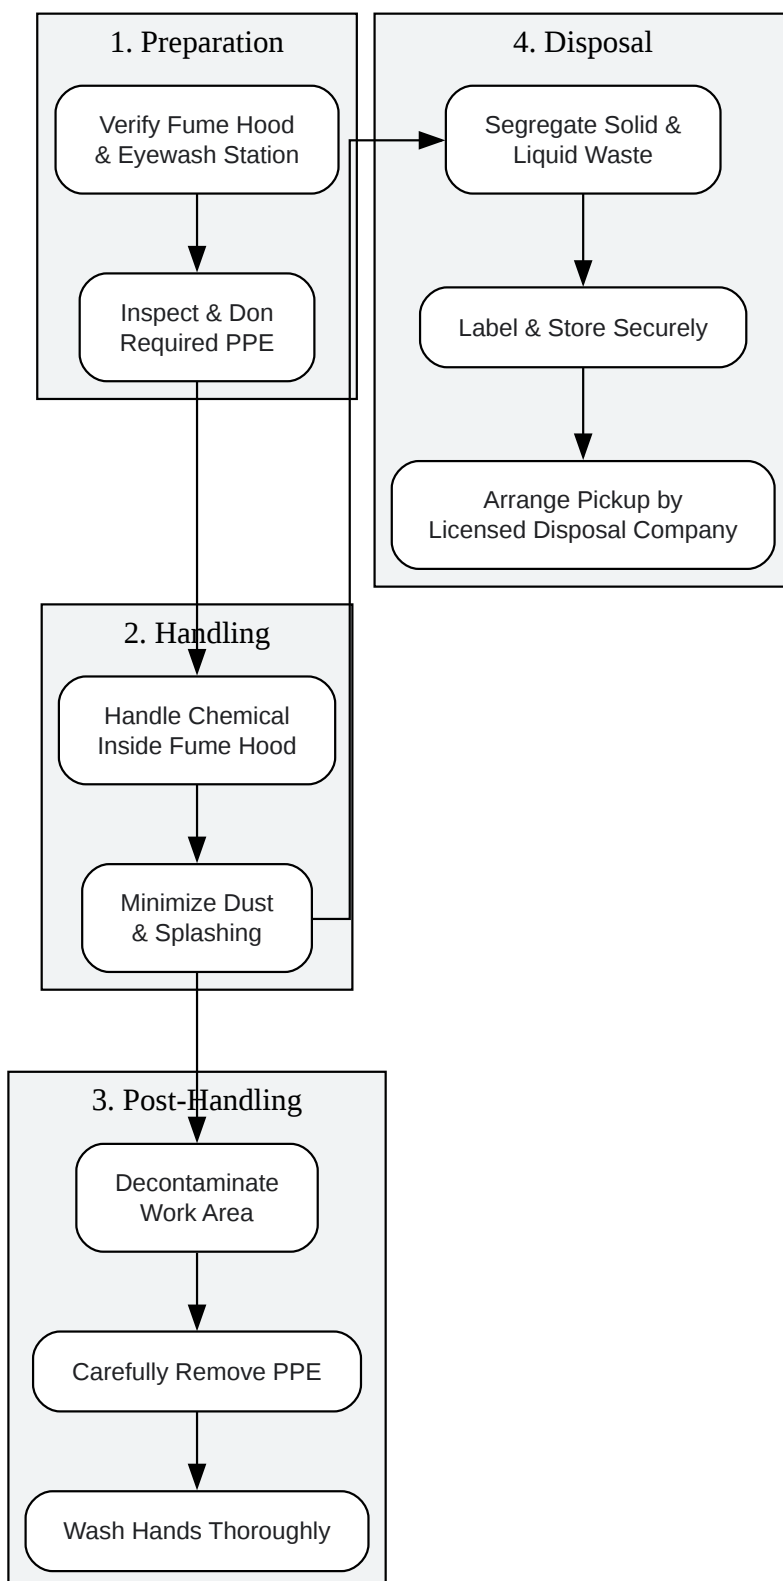 1. Preparation
Verify Fume Hood
& Eyewash Station
Inspect & Don
Required PPE
2. Handling
Handle Chemical
Inside Fume Hood
Minimize Dust
& Splashing
3. Post-Handling
Decontaminate
Work Area
Carefully Remove PPE
Wash Hands Thoroughly
4. Disposal
Segregate Solid &
Liquid Waste
Label & Store Securely
Arrange Pickup by
Licensed Disposal Company